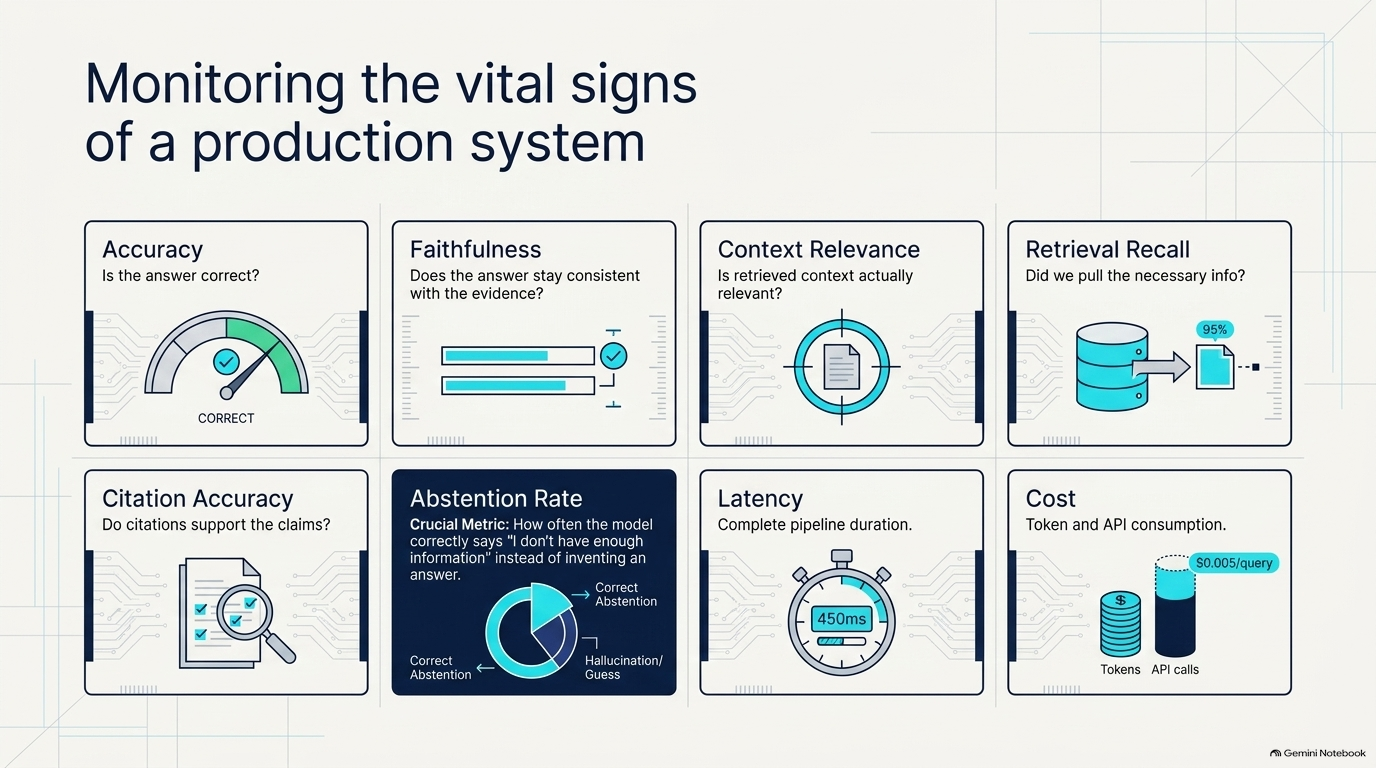 Monitoring the vital signs
of a production system
Accuracy
Is the answer correct?
CORRECT
Faithfulness
Does the answer stay consistent
with the evidence?
Context Relevance
Is retrieved context actually
relevant?
Retrieval Recall
Did we pull the necessary info?
95%
Citation Accuracy
Do citations support the claims?
Abstention Rate
Crucial Metric: How often the model
correctly says "I don't have enough
information" instead of inventing an
answer.
Correct
Abstention
Correct
Abstention
Hallucination/
Guess
Latency
Complete pipeline duration.
450ms
Cost
Token and API consumption.
$0.005/query
$
Tokens
API calls
Gemini Notebook